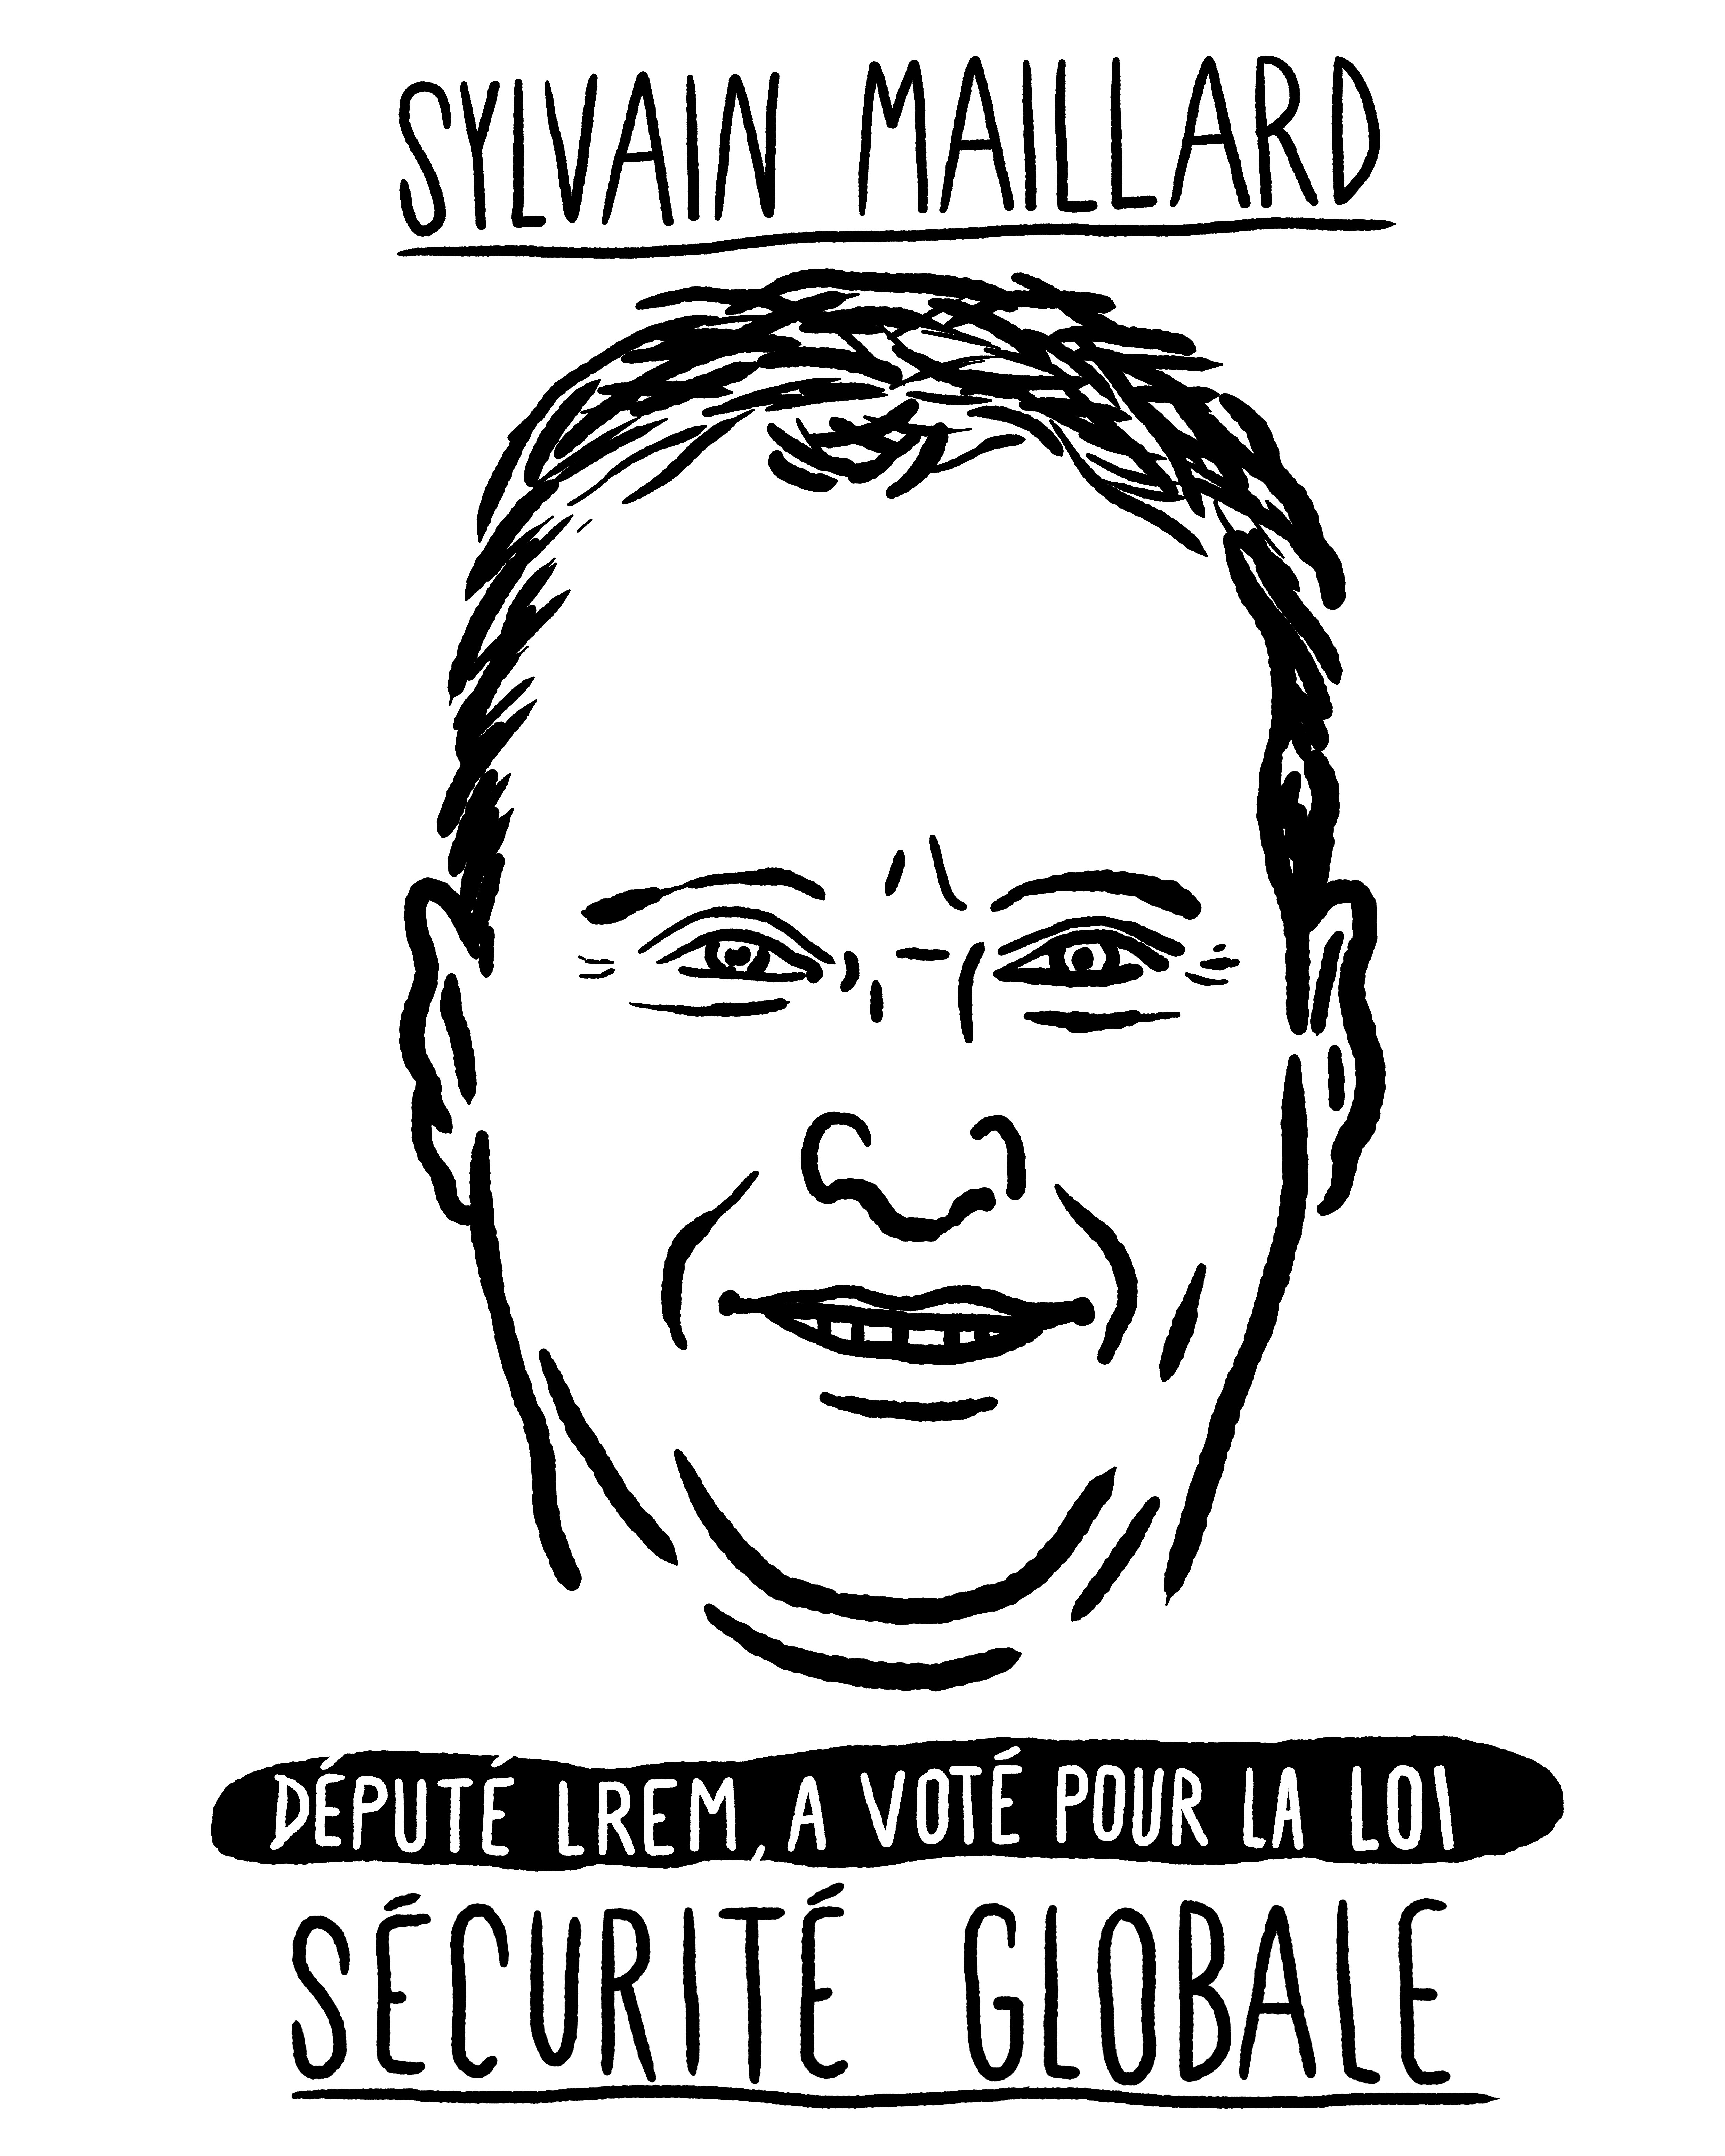 SYLVAIN MAILLARD
DÉPUTÉ LREM, A VOTÉ POUR LA LOI
SÉCURITÉ GLOBALE